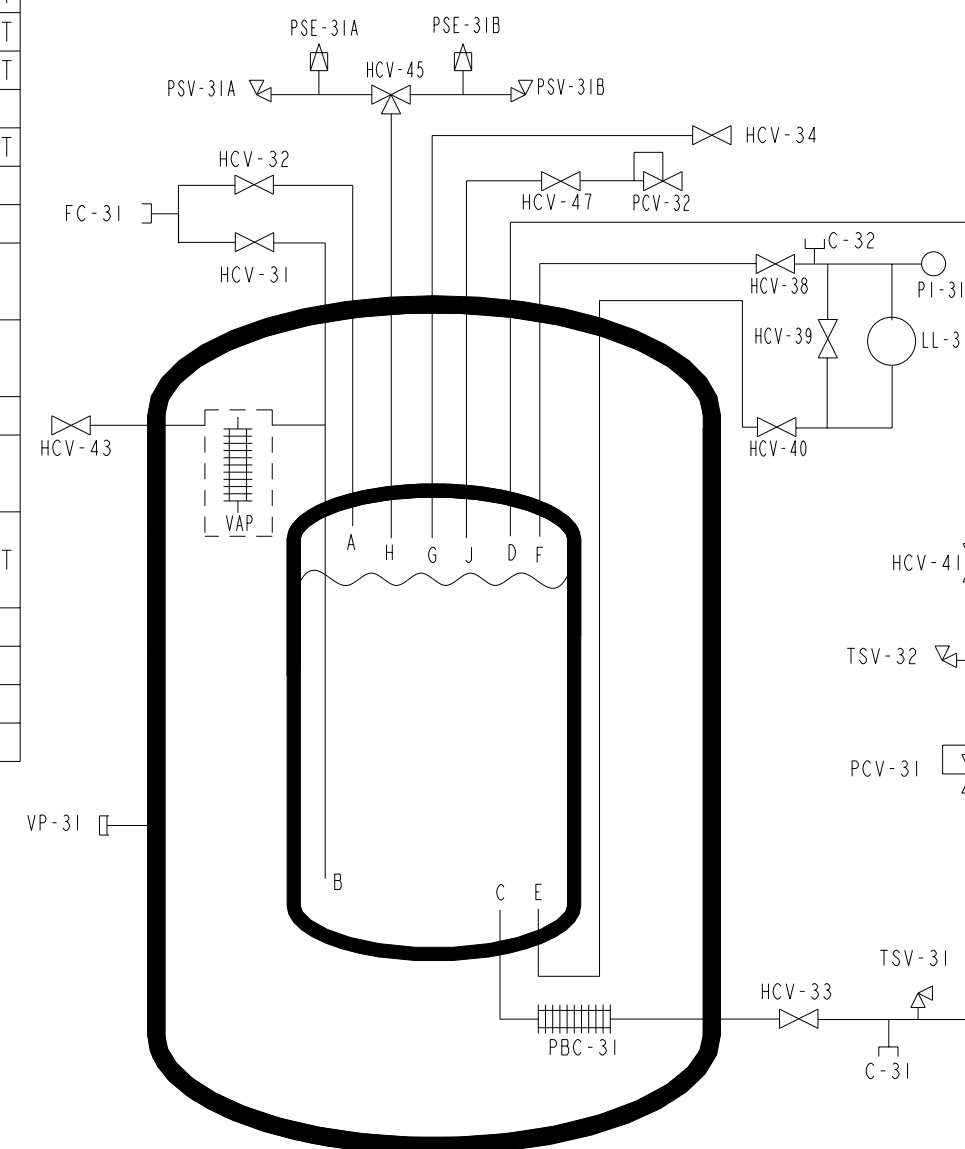 T
T
T
T
PSE-31A
PSE-31B
HCV-45
PSV-31A
PSV-31B
HCV-34
HCV-32
HCV-47
PCV-32
FC-31
HCV-31
C-32
HCV-38
PI-31
HCV-39
LL-3
HCV-43
HCV-40
VAP
A
H
G
J
D
F
HCV-41
TSV-32
PCV-31
VP-31
B
C
E
TSV-31
HCV-33
PBC-31
C-31